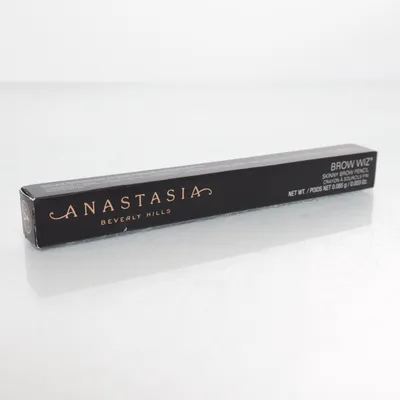 ANASTASIA
BEVERLY HILLS
BROW WIZ®
SKINNY BROW PENCIL
CRAYON À SOURCILS FIN
NET WT. / POIDS NET 0.085 g / 0.003 Oz.